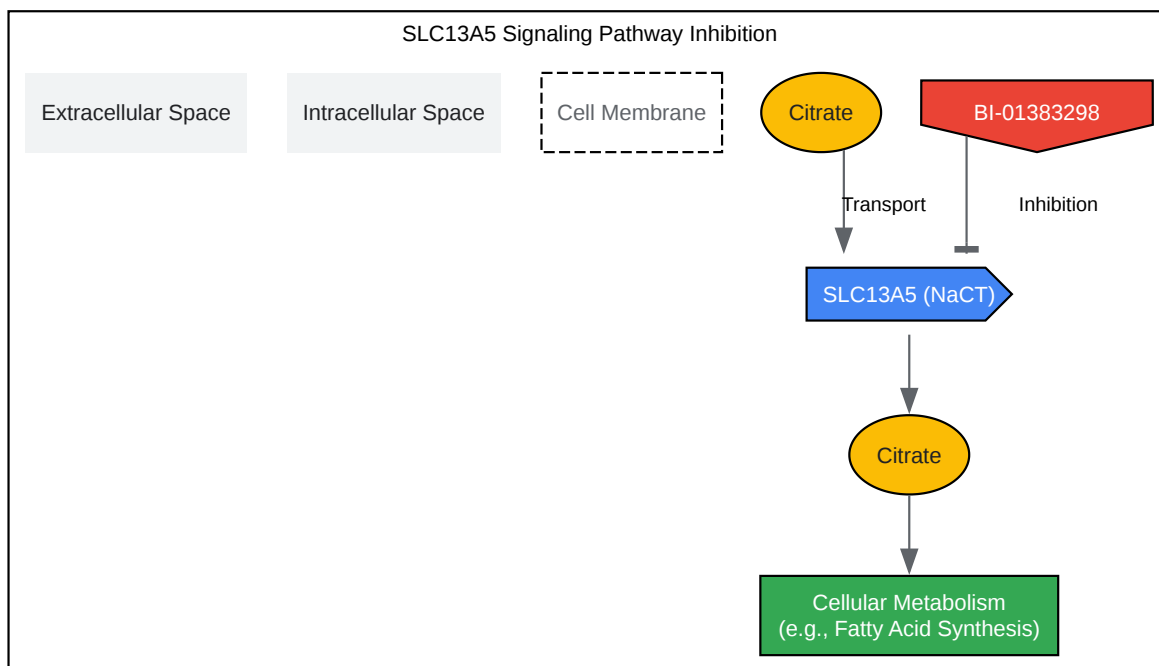 SLC13A5 Signaling Pathway Inhibition
Extracellular Space
Intracellular Space
Cell Membrane
Citrate
BI-01383298
Transport
Inhibition
SLC13A5 (NaCT)
Citrate
Cellular Metabolism
(e.g., Fatty Acid Synthesis)